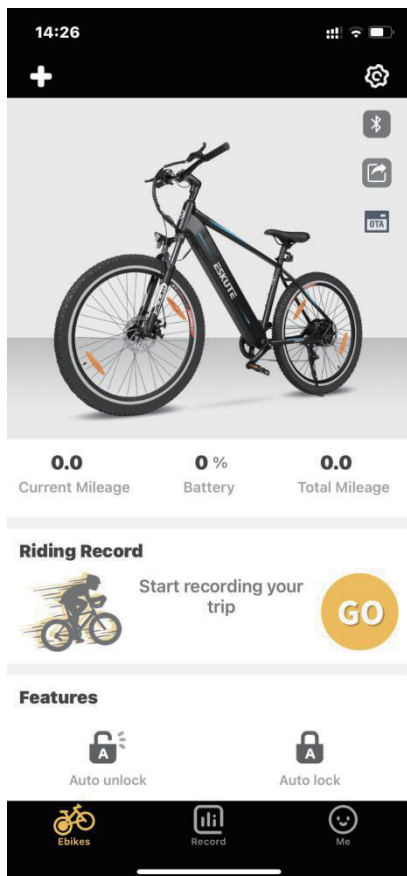 14:26
OTA
ESKUTE
0.0
0 %
0.0
Current Mileage
Battery
Total Mileage
Riding Record
Start recording your
trip
GO
Features
A
A
Auto unlock
Auto lock
Ebikes
Record
Me